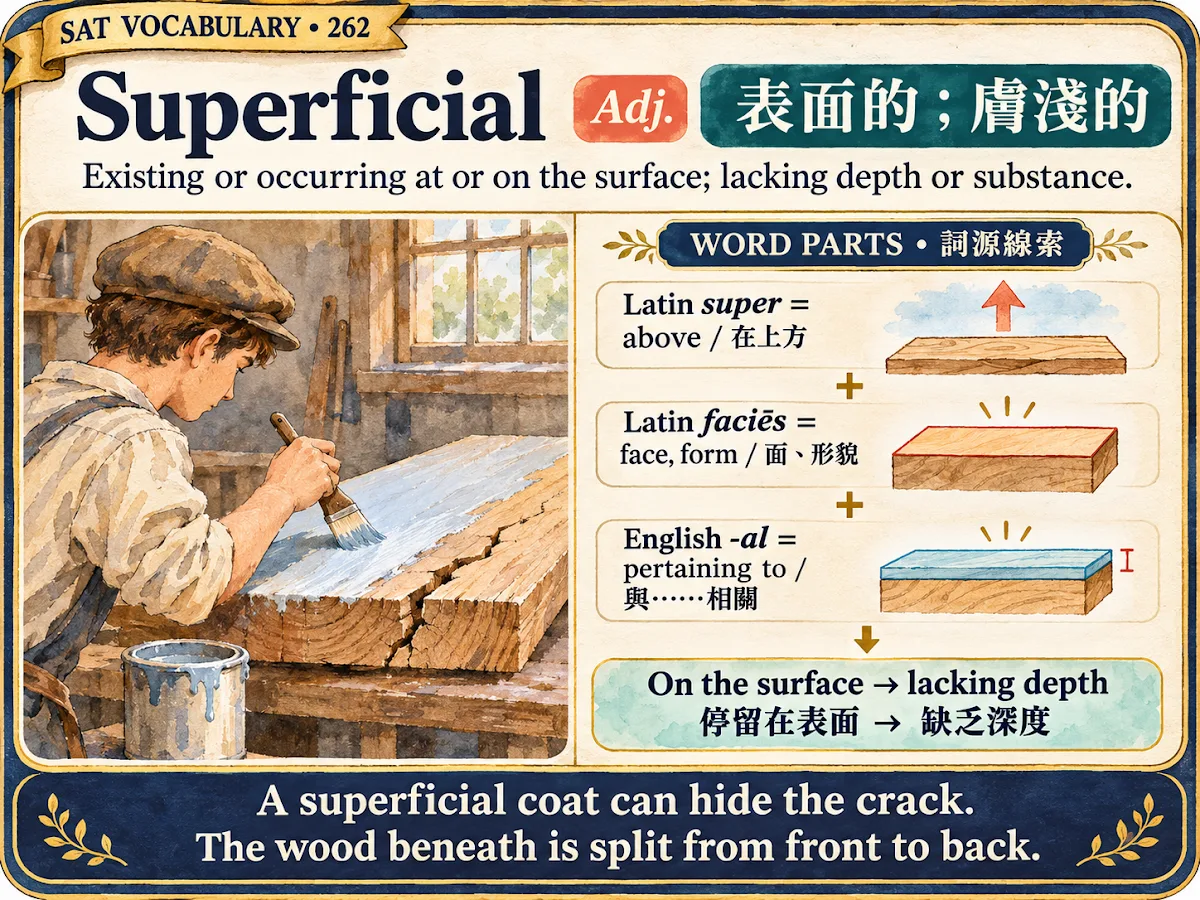 SAT VOCABULARY • 262
Superficial
Adj.
表面的；膚淺的
Existing or occurring at or on the surface; lacking depth or substance.
WORD PARTS • 詞源線索
Latin super =
above / 在上方
+
Latin faciēs =
face, form / 面、形貌
+
English -al =
pertaining to /
與……相關
On the surface → lacking depth
停留在表面 → 缺乏深度
A superficial coat can hide the crack.
The wood beneath is split from front to back.